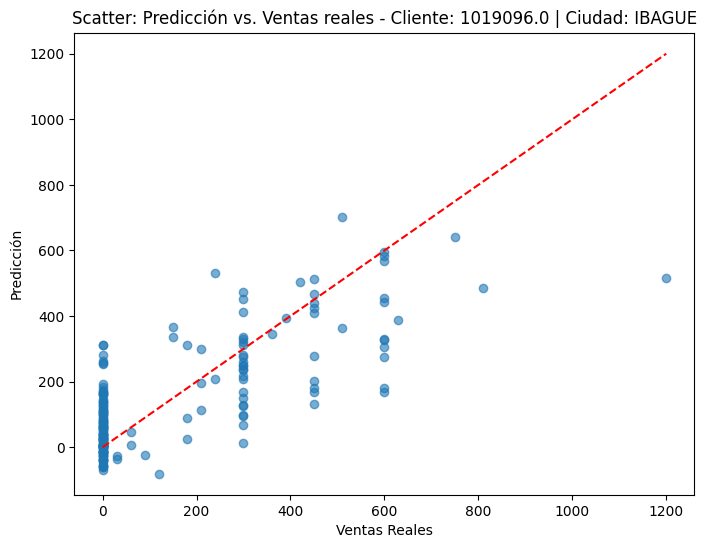 Scatter: Predicción vs. Ventas reales - Cliente: 1019096.0 | Ciudad: IBAGUE
1200
1000
800
600
400
200
0
Predicción
0 200 400 600 800 1000 1200
Ventas Reales